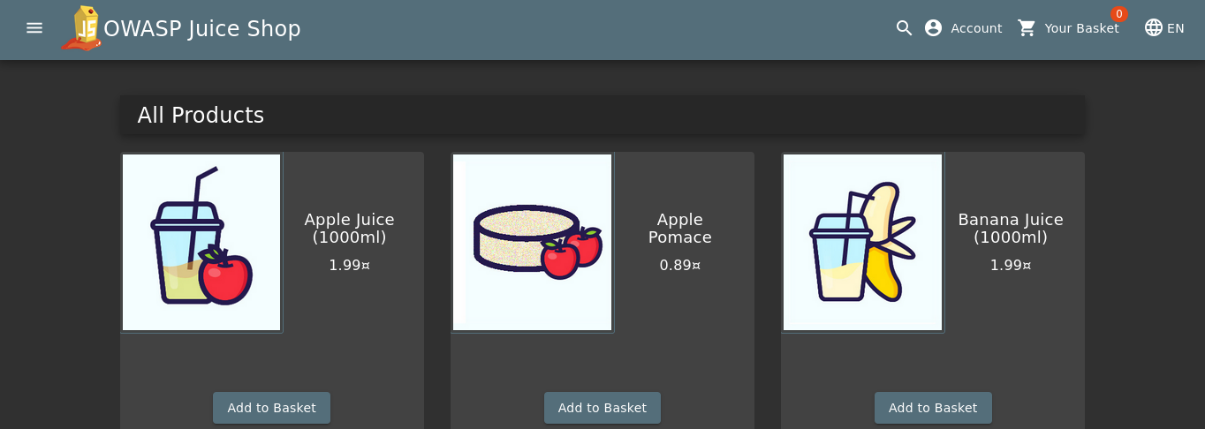 JS
OWASP Juice Shop
Account
Your Basket
0
EN
All Products
Apple Juice
(1000ml)
1.99¤
Apple
Pomace
0.89¤
Banana Juice
(1000ml)
1.99¤
Add to Basket
Add to Basket
Add to Basket